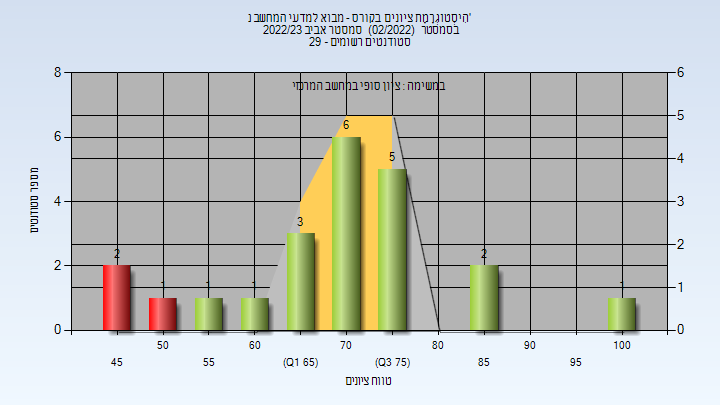 היסטוגרמת ציונים בקורס - מבוא למדעי המחשב נ'
בסמסטר (02/2022) סמסטר אביב 2022/23
סטודנטים רשומים - 29
במשימה : ציון סופי במחשב המרכזי
8 6 4 2 0
מספר סטודנטים
6 5 4 3 2 1 0
2 1 1 1 3 6 5 2 1
50 60 70 80 90 100
45 55 (Q1 65) (Q3 75) 85 95
טווח ציונים